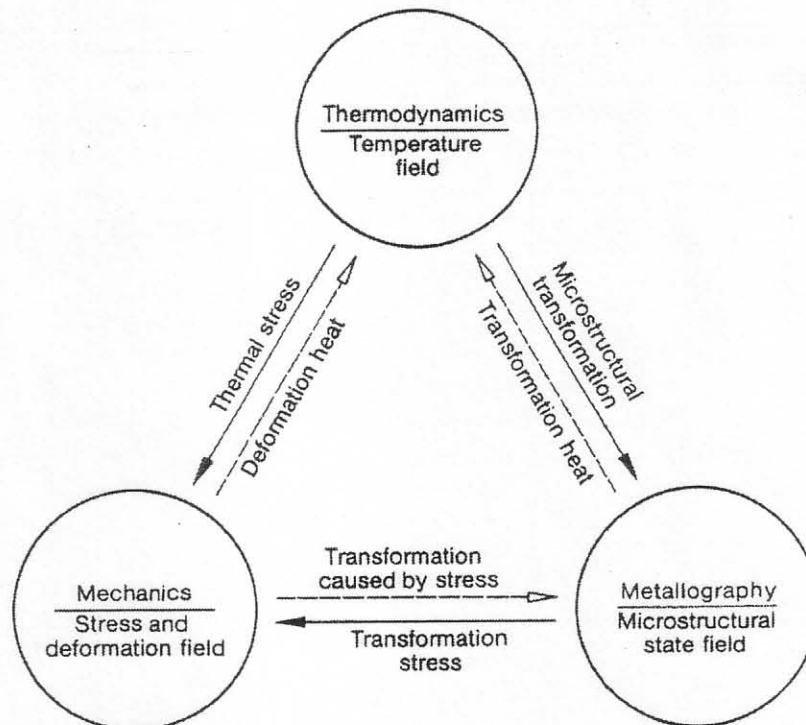 Thermodynamics
Temperature
field
Thermal stress
Deformation heat
Microstructural
transformation
Transformation heat
Mechanics
Stress and
deformation field
Transformation
caused by stress
Transformation
stress
Metallography
Microstructural
state field